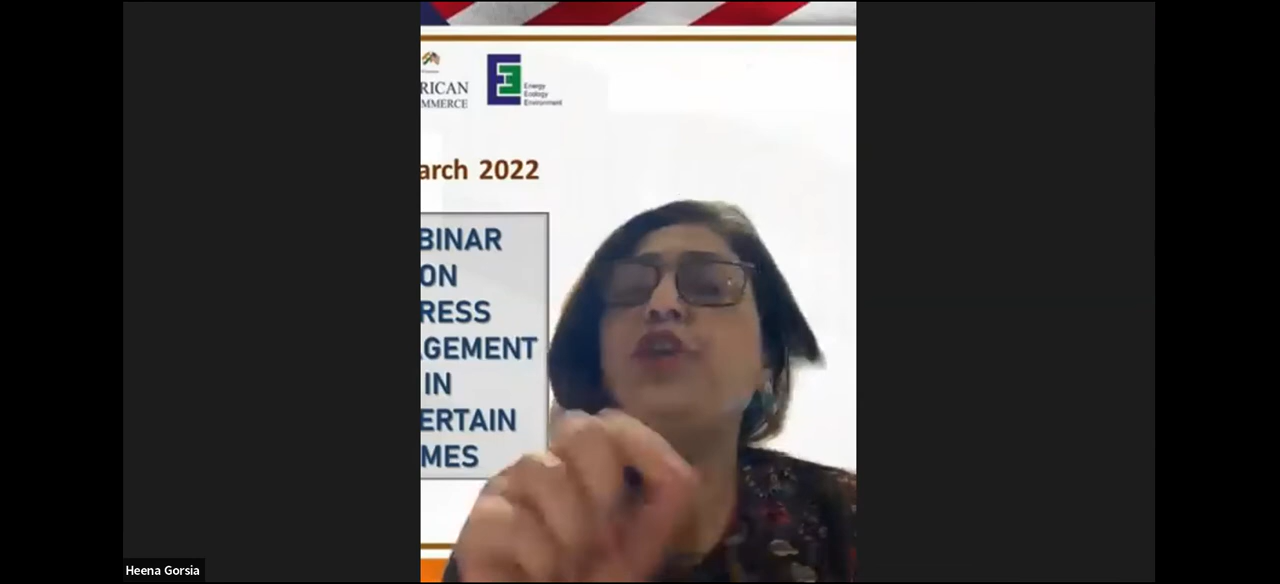 RICAN
MMERCE
Energy
Ecology
Environment
arch 2022
BINAR
ON
RESS
AGEMENT
IN
ERTAIN
MES
Heena Gorsia